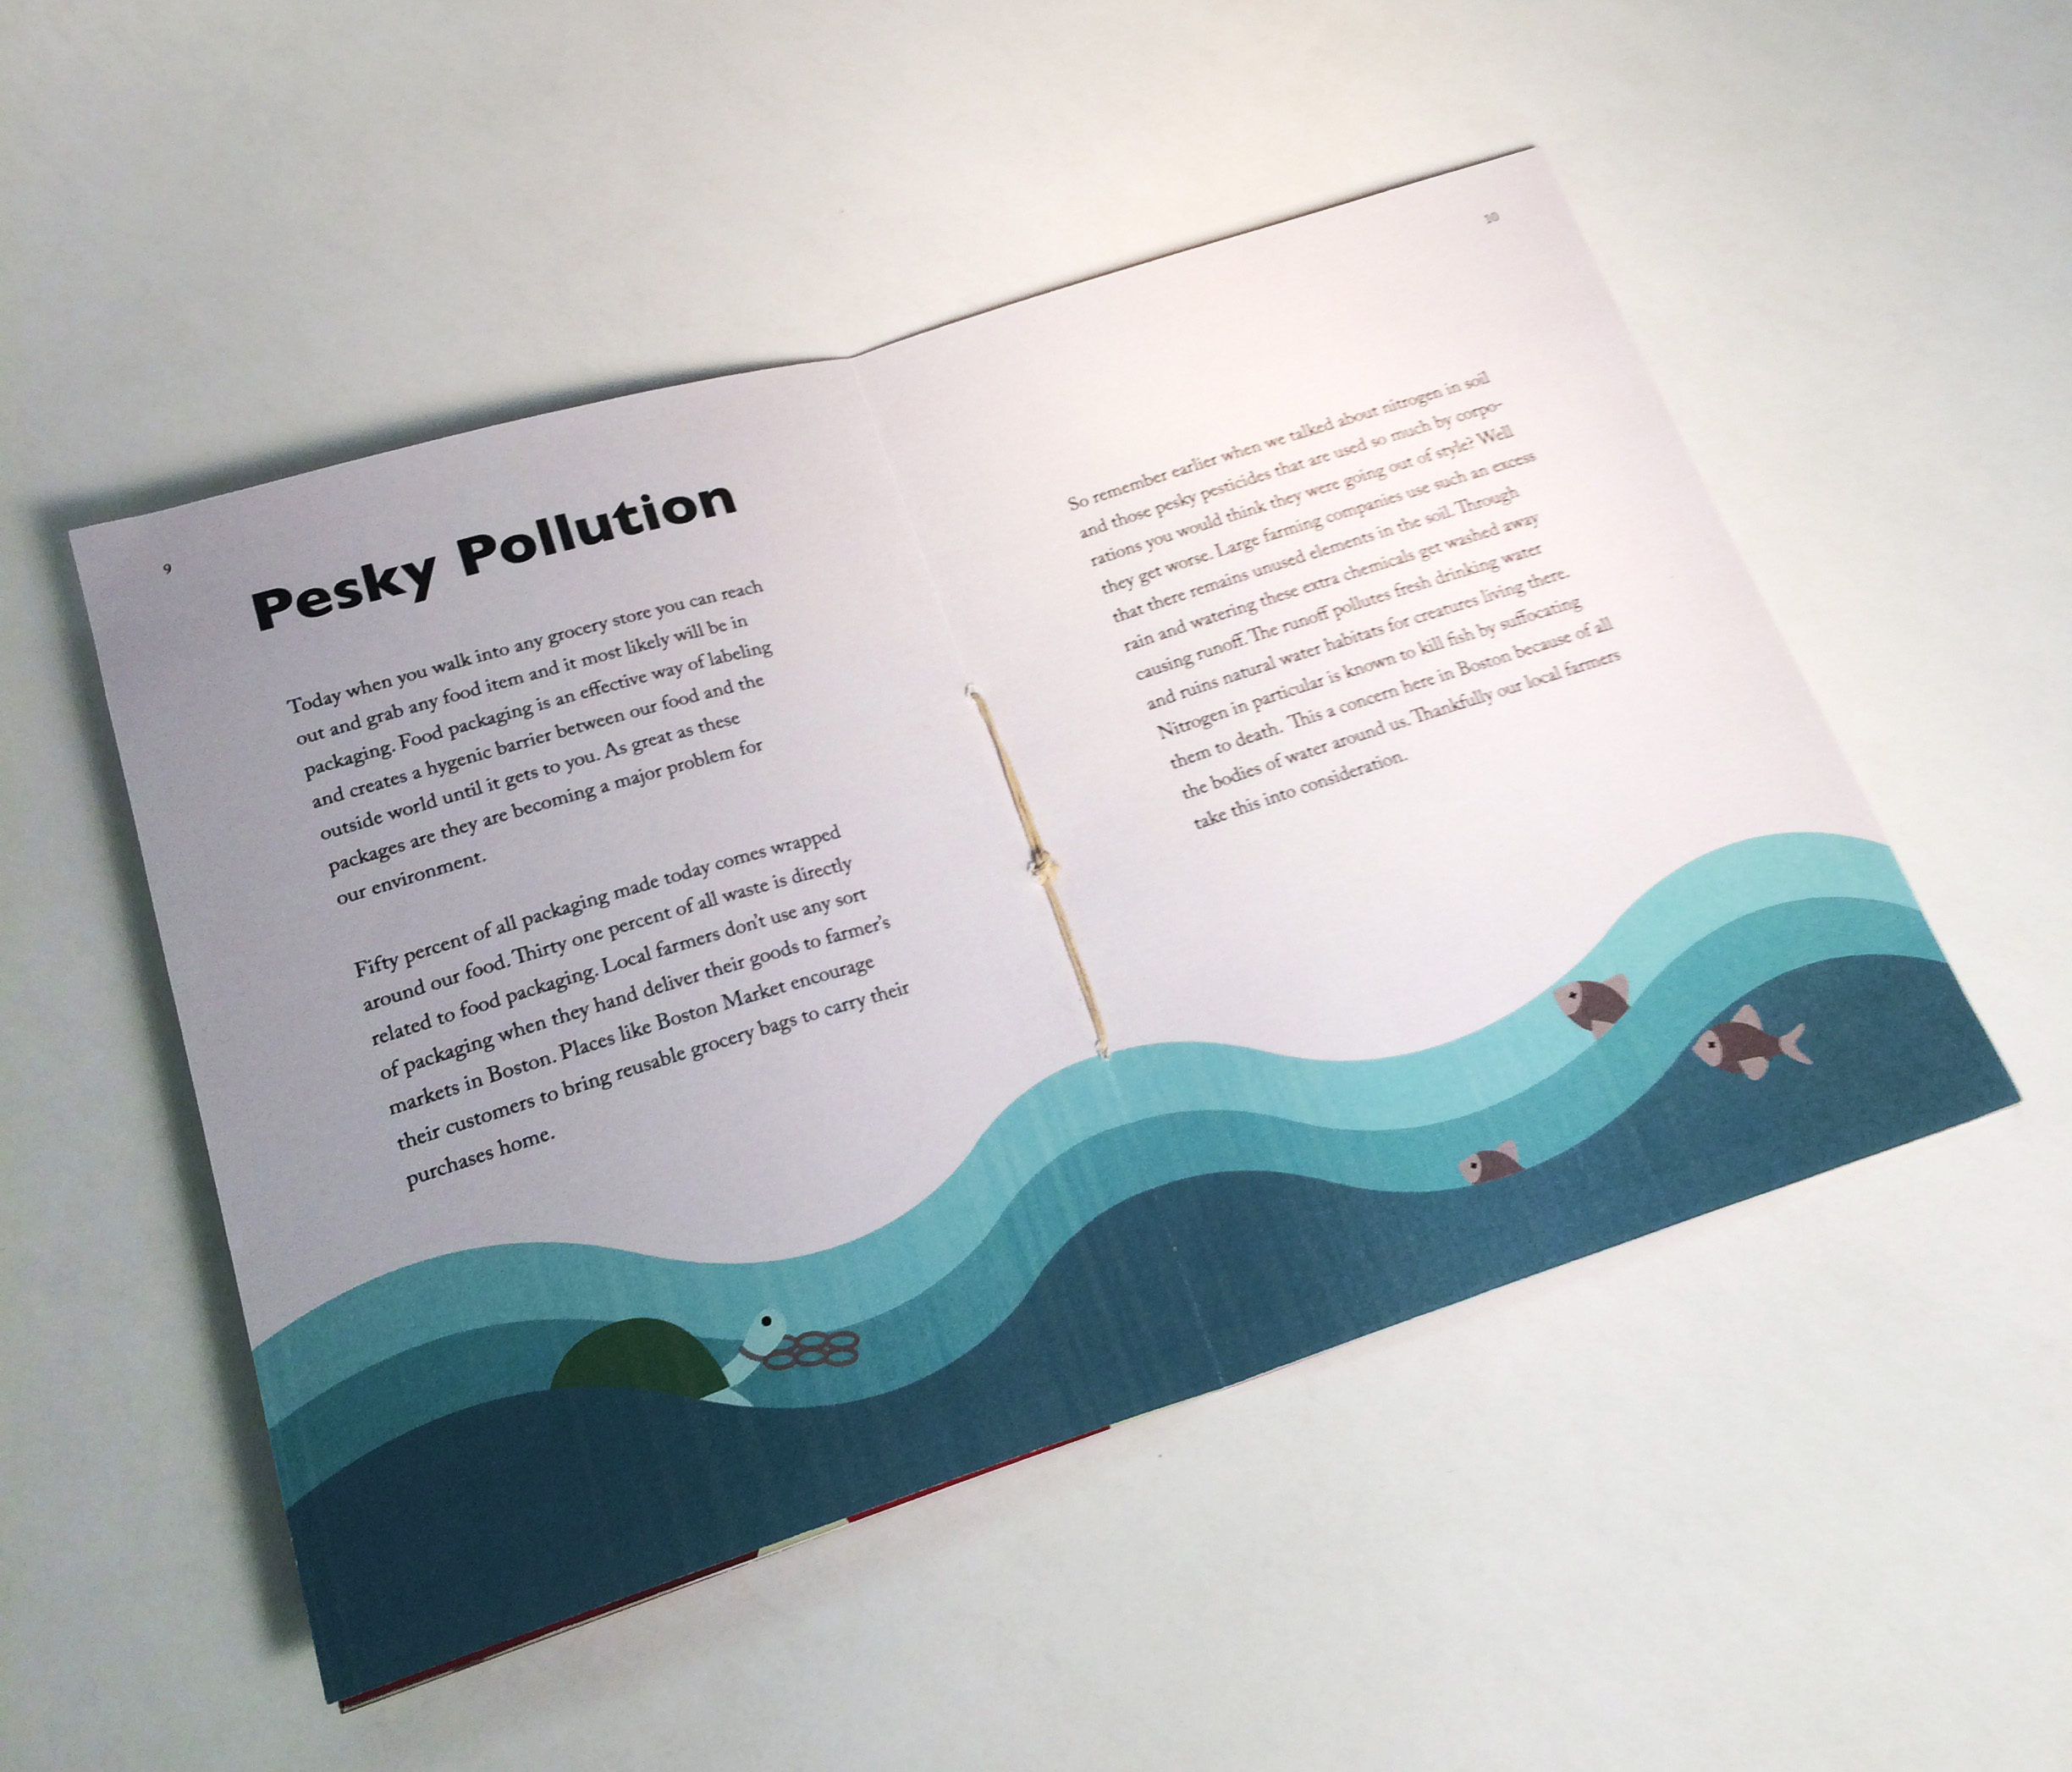 9
Pesky Pollution
Today when you walk into any grocery store you can reach
out and grab any food item and it most likely will be in
packaging. Food packaging is an effective way of labeling
and creates a hygenic barrier between our food and the
outside world until it gets to you. As great as these
packages are they are becoming a major problem for
our environment.
Fifty percent of all packaging made today comes wrapped
around our food. Thirty one percent of all waste is directly
related to food packaging. Local farmers don't use any sort
of packaging when they hand deliver their goods to farmer's
markets in Boston. Places like Boston Market encourage
their customers to bring reusable grocery bags to carry their
purchases home.
10
So remember earlier when we talked about nitrogen in soil
and those pesky pesticides that are used so much by corpo-
rations you would think they were going out of style? Well
they get worse. Large farming companies use such an excess
that there remains unused elements in the soil. Through
rain and watering these extra chemicals get washed away
causing runoff. The runoff pollutes fresh drinking water
and ruins natural water habitats for creatures living there.
Nitrogen in particular is known to kill fish by suffocating
them to death. This a concern here in Boston because of all
the bodies of water around us. Thankfully our local farmers
take this into consideration.